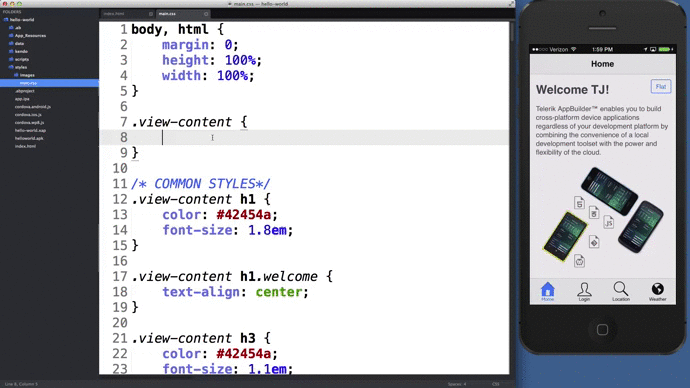 main.css — hello-world
FOLDERS
hello-world
.ab
App_Resources
data
kendo
scripts
styles
images
main.css
.abproject
app.ipa
cordova.android.js
cordova.ios.js
cordova.wp8.js
hello-world.xap
helloworld.apk
index.html
index.html
main.css
1 body, html {
2 margin: 0;
3 height: 100%;
4 width: 100%;
5 }
6
7 .view-content {
8
9 }
10
11 /* COMMON STYLES*/
12 .view-content h1 {
13 color: #42454a;
14 font-size: 1.8em;
15 }
16
17 .view-content h1.welcome {
18 text-align: center;
19 }
20
21 .view-content h3 {
22 color: #42454a;
23 font-size: 1.1em;
Line 8, Column 5
Spaces: 4
CSS
Verizon 1:59 PM
Home
Welcome TJ!
Flat
Telerik AppBuilder™ enables you to build
cross-platform device applications
regardless of your development platform by
combining the convenience of a local
development toolset with the power and
flexibility of the cloud.
JS
Home
Login
Location
Weather